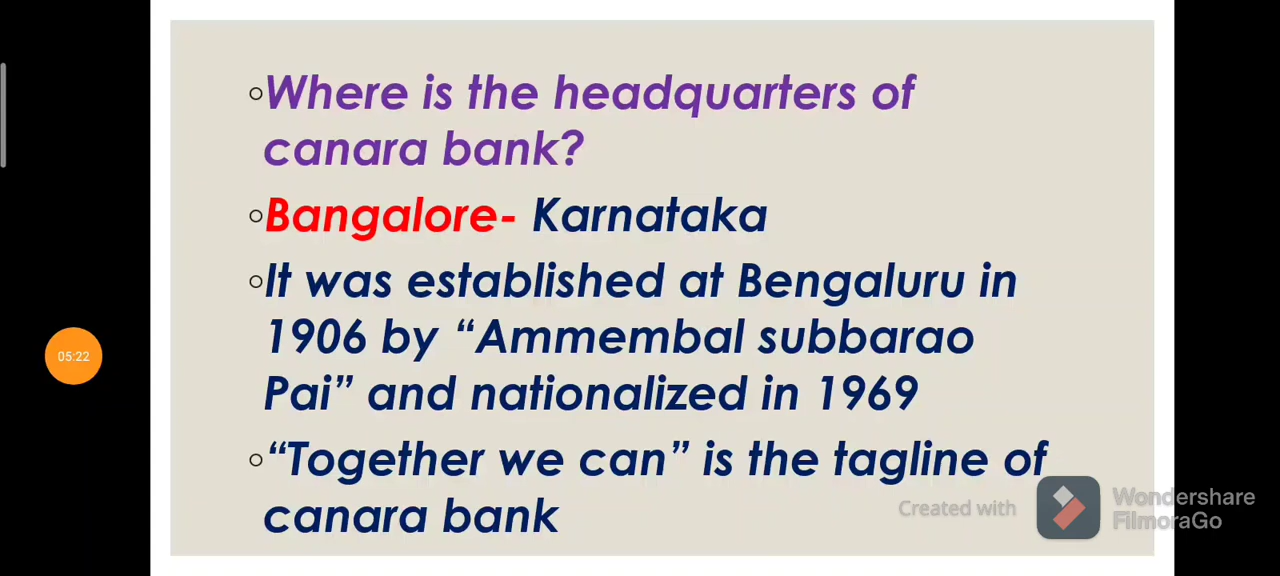 Where is the headquarters of
canara bank?
Bangalore- Karnataka
It was established at Bengaluru in
1906 by “Ammembal subbarao
Pai” and nationalized in 1969
05:22
“Together we can” is the tagline of
canara bank
Created with
Wondershare
FilmoraGo